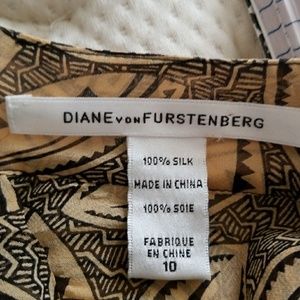 DIANE VON FURSTENBERG
100% SILK
MADE IN CHINA
100% SOIE
FABRIQUE
EN CHINE
10